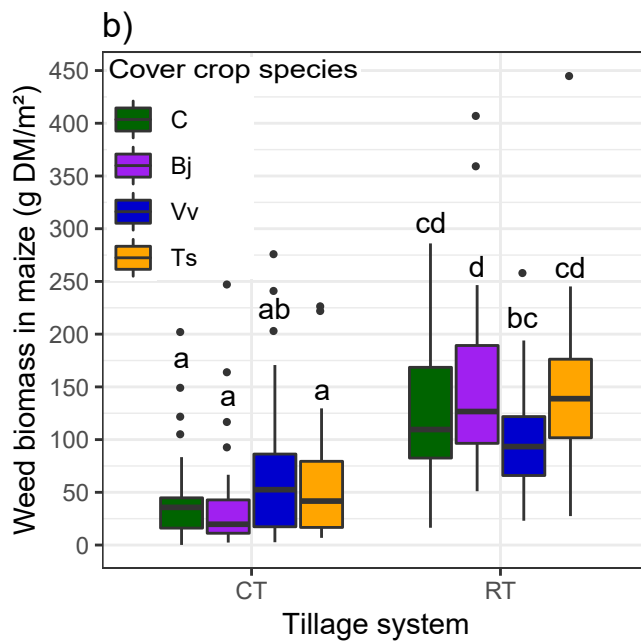 b)
Weed biomass in maize (g DM/m²)
450
400
350
300
250
200
150
100
50
0
Cover crop species
C
Bj
Vv
Ts
a
a
ab
a
cd
d
bc
cd
CT
RT
Tillage system